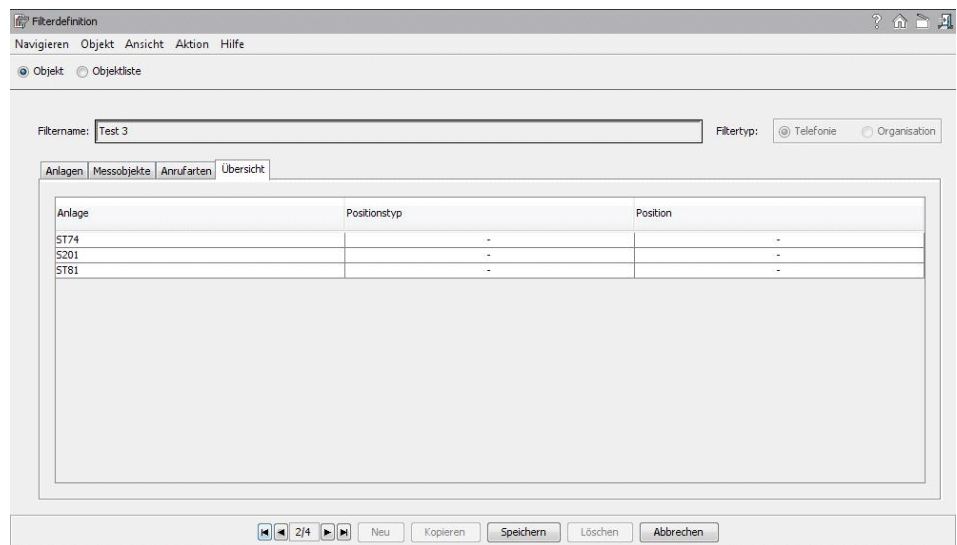 Filterdefinition
?
Navigieren Objekt Ansicht Aktion Hilfe
Objekt Objektliste
Filtername: Test 3 Filtertyp: Telefonie Organisation
Anlagen Messobjekte Anrufarten Übersicht
Anlage Positionstyp Position
ST74 - -
S201 - -
ST81 - -
2/4 Neu Kopieren Speichern Löschen Abbrechen